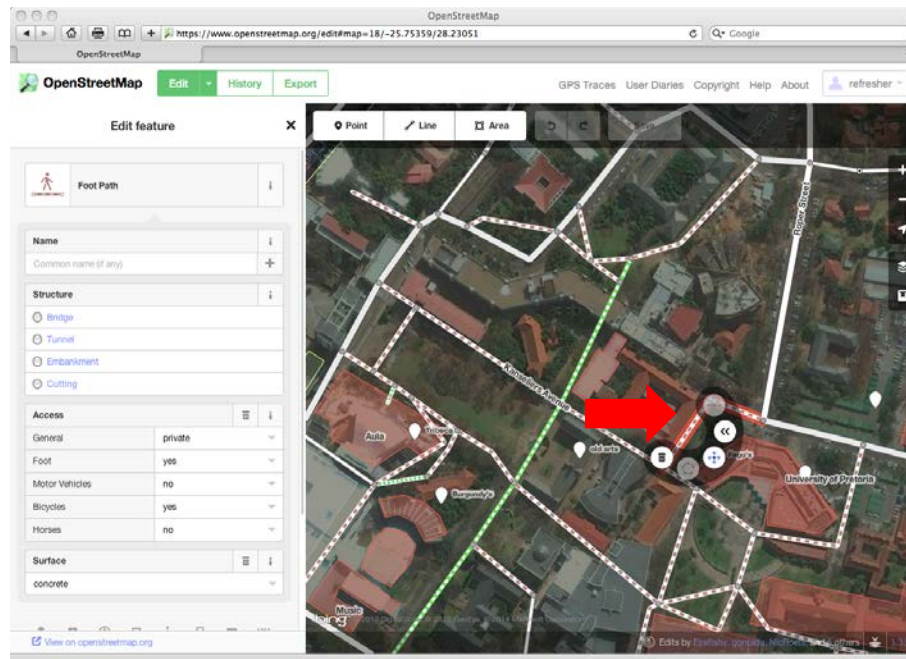 OpenStreetMap
https://www.openstreetmap.org/edit#map=18/-25.75359/28.23051
Google
OpenStreetMap
OpenStreetMap
Edit
History
Export
GPS Traces
User Diaries
Copyright
Help
About
refresher
Edit feature
Point
Line
Area
Foot Path
Name
Common name (if any)
Structure
Bridge
Tunnel
Embankment
Cutting
Access
General private
Foot yes
Motor Vehicles no
Bicycles yes
Horses no
Surface
concrete
View on openstreetmap.org
Roper Street
Kanseliers Avenue
Aula
old arts
Burgundy's
University of Pretoria
Music
bing